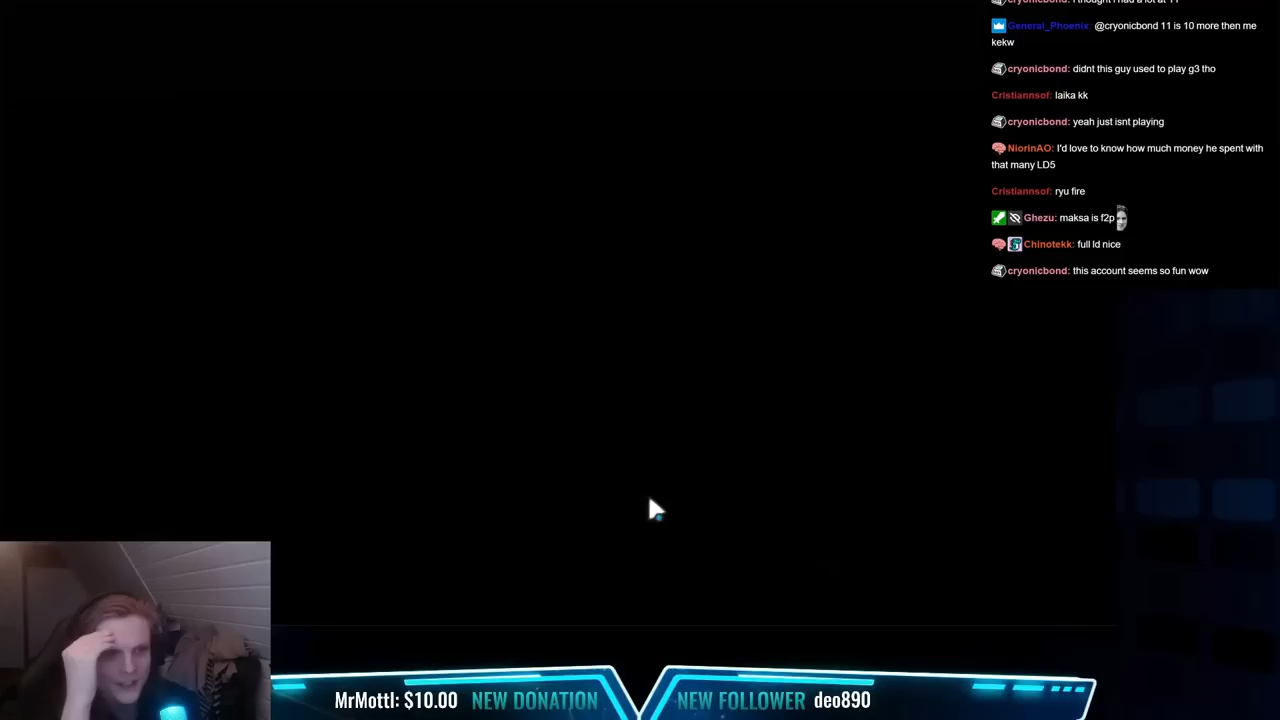 General_Phoenix: @cryonicbond 11 is 10 more then me
kekw
cryonicbond: didnt this guy used to play g3 tho
Cristiannsof: laika kk
cryonicbond: yeah just isnt playing
NiorinAO: I'd love to know how much money he spent with
that many LD5
Cristiannsof: ryu fire
Ghezu: maksa is f2p
Chinotekk: full ld nice
cryonicbond: this account seems so fun wow
MrMottl: $10.00 NEW DONATION NEW FOLLOWER deo890